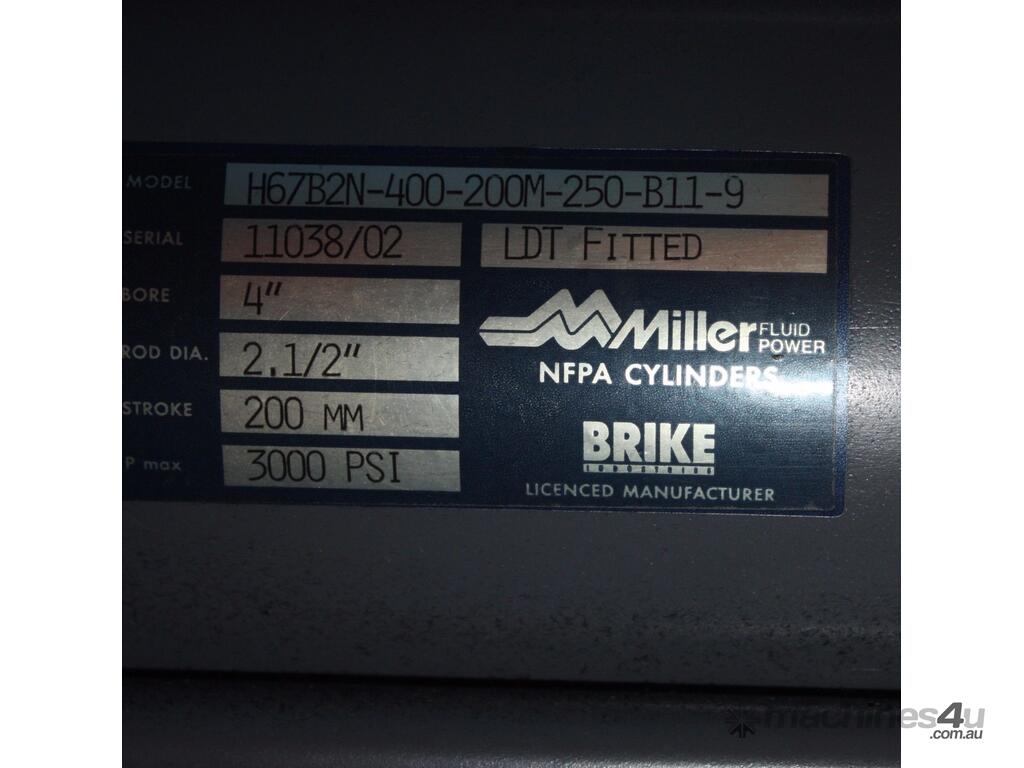 MODEL H67B2N-400-200M-250-B11-9
SERIAL 11038/02 LDT FITTED
BORE 4"
ROD DIA. 2.1/2"
STROKE 200 MM
P max 3000 PSI
Miller FLUID POWER
NFPA CYLINDERS
BRIKE
INDUSTRIES
LICENCED MANUFACTURER
machines4u
.com.au